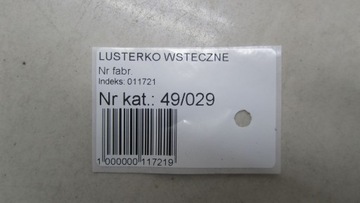 LUSTERKO WSTECZNE
Nr fabr.
Indeks: 011721
Nr kat.: 49/029
1 000000 117219